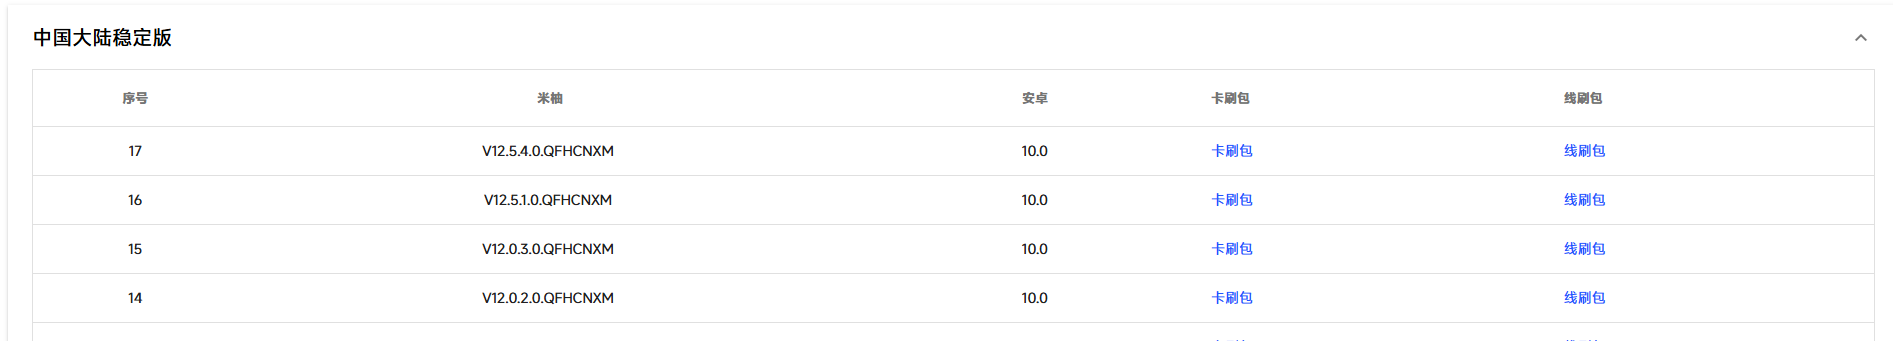 中国大陆稳定版
序号 米柚 安卓 卡刷包 线刷包
17 V12.5.4.0.QFHCNXM 10.0 卡刷包 线刷包
16 V12.5.1.0.QFHCNXM 10.0 卡刷包 线刷包
15 V12.0.3.0.QFHCNXM 10.0 卡刷包 线刷包
14 V12.0.2.0.QFHCNXM 10.0 卡刷包 线刷包